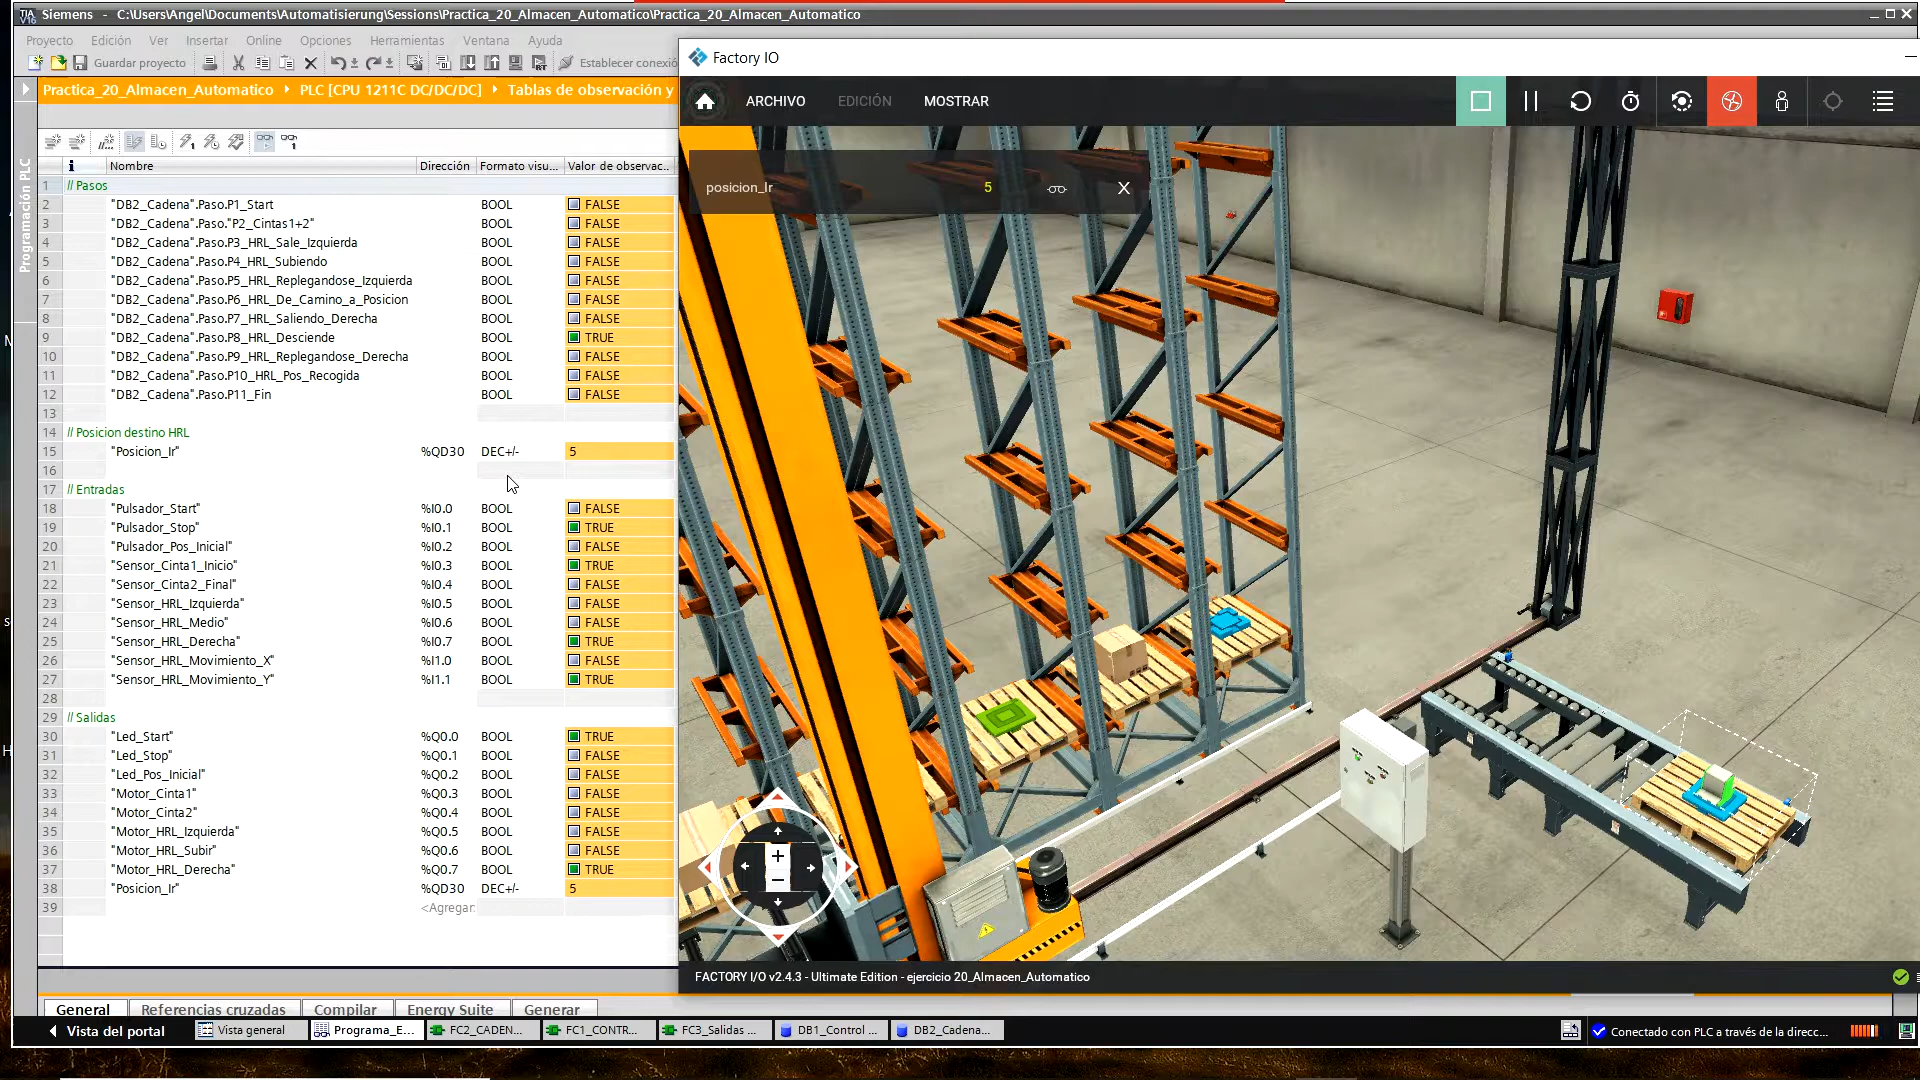 Siemens - C:\Users\Angel\Documents\Automatisierung\Sessions\Practica_20_Almacen_Automatico\Practica_20_Almacen_Automatico
Proyecto Edición Ver Insertar Online Opciones Herramientas Ventana Ayuda
Guardar proyecto Establecer conexió
Practica_20_Almacen_Automatico PLC [CPU 1211C DC/DC/DC] Tablas de observación y
Programación PLC
i Nombre Dirección Formato visu... Valor de observac..
1 // Pasos
2 "DB2_Cadena".Paso.P1_Start BOOL FALSE
3 "DB2_Cadena".Paso."P2_Cintas1+2" BOOL FALSE
4 "DB2_Cadena".Paso.P3_HRL_Sale_Izquierda BOOL FALSE
5 "DB2_Cadena".Paso.P4_HRL_Subiendo BOOL FALSE
6 "DB2_Cadena".Paso.P5_HRL_Replegandose_Izquierda BOOL FALSE
7 "DB2_Cadena".Paso.P6_HRL_De_Camino_a_Posicion BOOL FALSE
8 "DB2_Cadena".Paso.P7_HRL_Saliendo_Derecha BOOL FALSE
9 "DB2_Cadena".Paso.P8_HRL_Desciende BOOL TRUE
10 "DB2_Cadena".Paso.P9_HRL_Replegandose_Derecha BOOL FALSE
11 "DB2_Cadena".Paso.P10_HRL_Pos_Recogida BOOL FALSE
12 "DB2_Cadena".Paso.P11_Fin BOOL FALSE
13
14 // Posicion destino HRL
15 "Posicion_Ir" %QD30 DEC+/- 5
16
17 // Entradas
18 "Pulsador_Start" %I0.0 BOOL FALSE
19 "Pulsador_Stop" %I0.1 BOOL TRUE
20 "Pulsador_Pos_Inicial" %I0.2 BOOL FALSE
21 "Sensor_Cinta1_Inicio" %I0.3 BOOL TRUE
22 "Sensor_Cinta2_Final" %I0.4 BOOL FALSE
23 "Sensor_HRL_Izquierda" %I0.5 BOOL FALSE
24 "Sensor_HRL_Medio" %I0.6 BOOL FALSE
25 "Sensor_HRL_Derecha" %I0.7 BOOL TRUE
26 "Sensor_HRL_Movimiento_X" %I1.0 BOOL FALSE
27 "Sensor_HRL_Movimiento_Y" %I1.1 BOOL TRUE
28
29 // Salidas
30 "Led_Start" %Q0.0 BOOL TRUE
31 "Led_Stop" %Q0.1 BOOL FALSE
32 "Led_Pos_Inicial" %Q0.2 BOOL FALSE
33 "Motor_Cinta1" %Q0.3 BOOL FALSE
34 "Motor_Cinta2" %Q0.4 BOOL FALSE
35 "Motor_HRL_Izquierda" %Q0.5 BOOL FALSE
36 "Motor_HRL_Subir" %Q0.6 BOOL FALSE
37 "Motor_HRL_Derecha" %Q0.7 BOOL TRUE
38 "Posicion_Ir" %QD30 DEC+/- 5
39 <Agregar:
Factory IO
ARCHIVO EDICIÓN MOSTRAR
posicion_Ir 5 X
FACTORY I/O v2.4.3 - Ultimate Edition - ejercicio 20_Almacen_Automatico
General Referencias cruzadas Compilar Energy Suite Generar
Vista del portal Vista general Programa_E... FC2_CADEN... FC1_CONTR... FC3_Salidas ... DB1_Control ... DB2_Cadena... Conectado con PLC a través de la direcc...